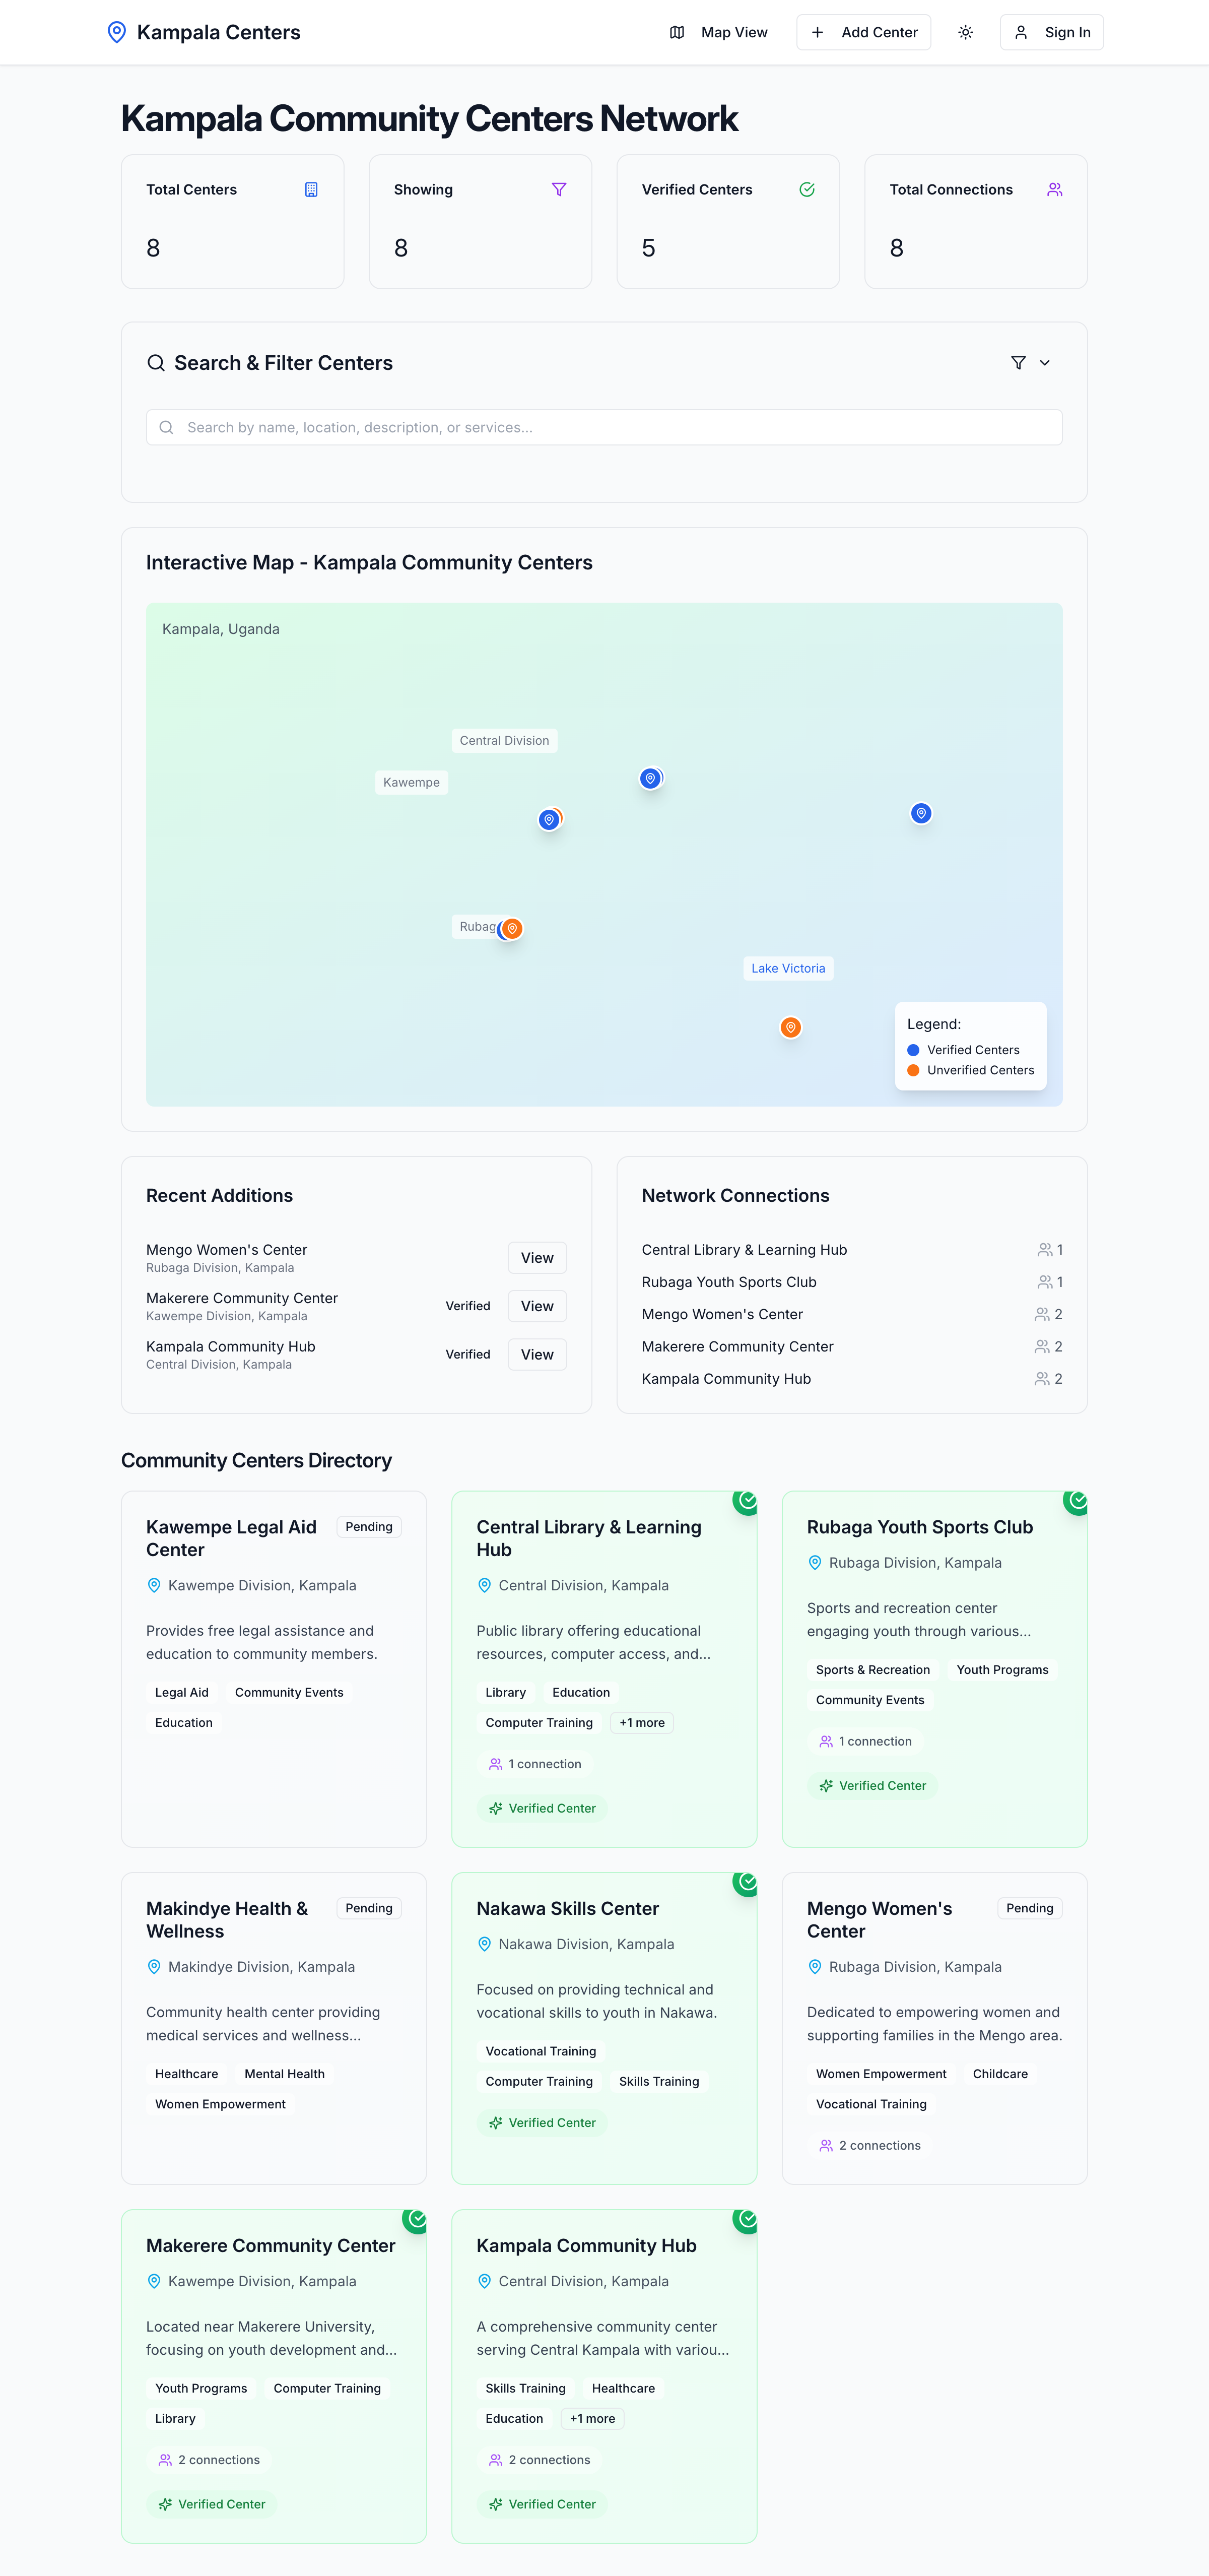 Kampala Centers
Map View
Add Center
Sign In
Kampala Community Centers Network
Total Centers
8
Showing
8
Verified Centers
5
Total Connections
8
Search & Filter Centers
Search by name, location, description, or services...
Interactive Map - Kampala Community Centers
Kampala, Uganda
Central Division
Kawempe
Rubag
Lake Victoria
Legend:
Verified Centers
Unverified Centers
Recent Additions
Mengo Women's Center
Rubaga Division, Kampala
View
Makerere Community Center
Kawempe Division, Kampala
Verified
View
Kampala Community Hub
Central Division, Kampala
Verified
View
Network Connections
Central Library & Learning Hub 1
Rubaga Youth Sports Club 1
Mengo Women's Center 2
Makerere Community Center 2
Kampala Community Hub 2
Community Centers Directory
Kawempe Legal Aid
Center
Pending
Kawempe Division, Kampala
Provides free legal assistance and
education to community members.
Legal Aid Community Events
Education
Central Library & Learning
Hub
Central Division, Kampala
Public library offering educational
resources, computer access, and...
Library Education
Computer Training +1 more
1 connection
Verified Center
Rubaga Youth Sports Club
Rubaga Division, Kampala
Sports and recreation center
engaging youth through various...
Sports & Recreation Youth Programs
Community Events
1 connection
Verified Center
Makindye Health &
Wellness
Pending
Makindye Division, Kampala
Community health center providing
medical services and wellness...
Healthcare Mental Health
Women Empowerment
Nakawa Skills Center
Nakawa Division, Kampala
Focused on providing technical and
vocational skills to youth in Nakawa.
Vocational Training
Computer Training Skills Training
Verified Center
Mengo Women's
Center
Pending
Rubaga Division, Kampala
Dedicated to empowering women and
supporting families in the Mengo area.
Women Empowerment Childcare
Vocational Training
2 connections
Makerere Community Center
Kawempe Division, Kampala
Located near Makerere University,
focusing on youth development and...
Youth Programs Computer Training
Library
2 connections
Verified Center
Kampala Community Hub
Central Division, Kampala
A comprehensive community center
serving Central Kampala with variou...
Skills Training Healthcare
Education +1 more
2 connections
Verified Center